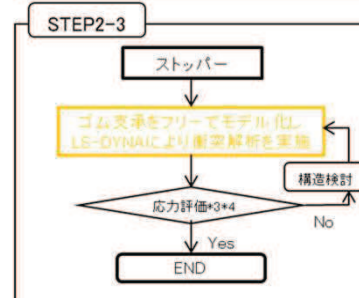 STEP2-3
ストッパー
ゴム支承をフリーでモデル化し
LS-DYNAにより衝突解析を実施
構造検討
応力評価*3*4
No
Yes
END